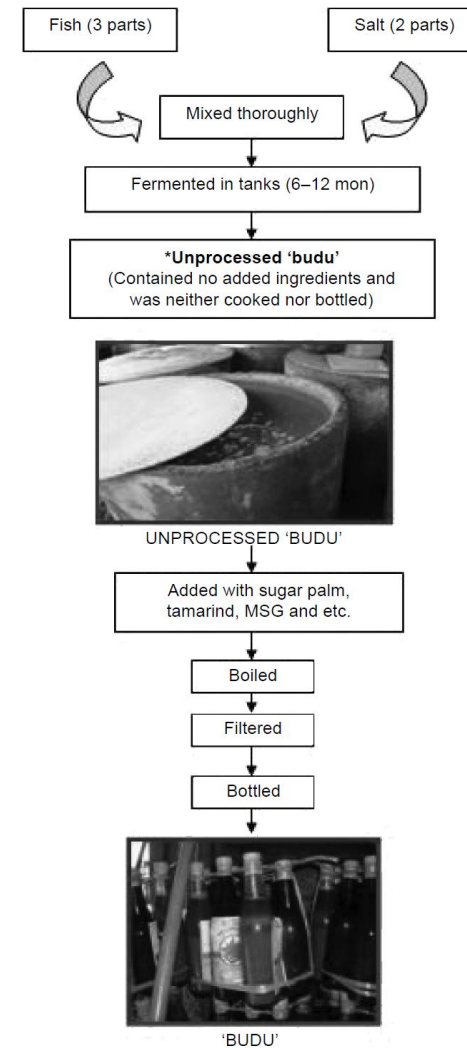 Fish (3 parts)
Salt (2 parts)
Mixed thoroughly
Fermented in tanks (6–12 mon)
*Unprocessed ‘budu’
(Contained no added ingredients and
was neither cooked nor bottled)
UNPROCESSED ‘BUDU’
Added with sugar palm,
tamarind, MSG and etc.
Boiled
Filtered
Bottled
‘BUDU’